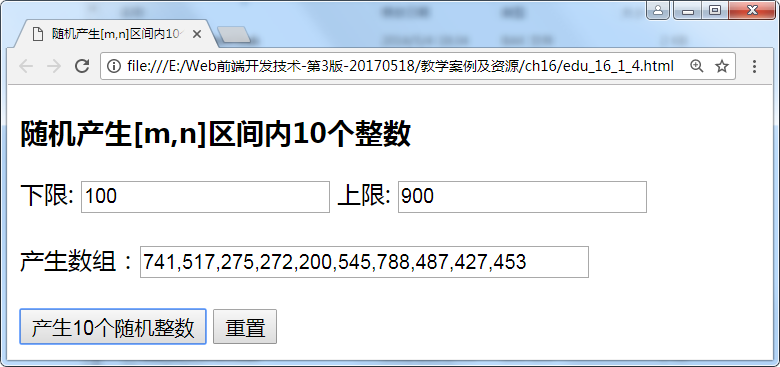 随机产生[m,n]区间内10个
file:///E:/Web前端开发技术-第3版-20170518/教学案例及资源/ch16/edu_16_1_4.html
随机产生[m,n]区间内10个整数
下限: 100 上限: 900
产生数组：741,517,275,272,200,545,788,487,427,453
产生10个随机整数 重置